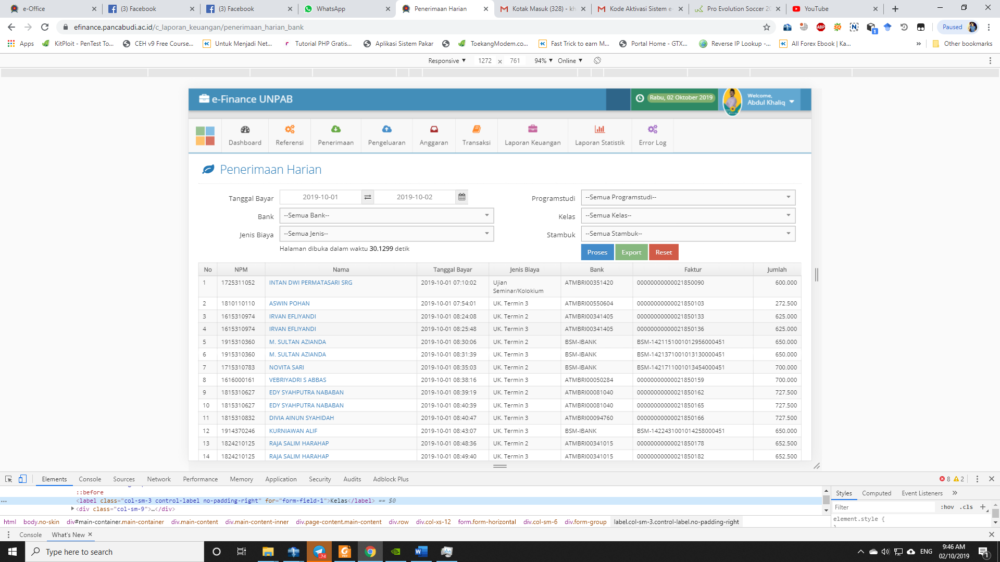 e-Office
(3) Facebook
(3) Facebook
WhatsApp
Penerimaan Harian
Kotak Masuk (328) - kh
Kode Aktivasi Sistem e-
Pro Evolution Soccer 20
YouTube
efinance.pancabudi.ac.id/c_laporan_keuangan/penerimaan_harian_bank
Paused
Apps
KitPloit - PenTest To...
CEH v9 Free Course...
Untuk Menjadi Net...
Tutorial PHP Gratis...
Aplikasi Sistem Pakar
ToekangModem.co...
Fast Trick to earn M...
Portal Home - GTX...
Reverse IP Lookup -...
All Forex Ebook | Ka...
»
Other bookmarks
Responsive 1272 x 761 94% Online
e-Finance UNPAB
Rabu, 02 Oktober 2019
Welcome,
Abdul Khaliq
Dashboard Referensi Penerimaan Pengeluaran Anggaran Transaksi Laporan Keuangan Laporan Statistik Error Log
Penerimaan Harian
Tanggal Bayar 2019-10-01 2019-10-02 Programstudi --Semua Programstudi--
Bank --Semua Bank-- Kelas --Semua Kelas--
Jenis Biaya --Semua Jenis-- Stambuk --Semua Stambuk--
Halaman dibuka dalam waktu 30.1299 detik
Proses Export Reset
No NPM Nama Tanggal Bayar Jenis Biaya Bank Faktur Jumlah
1 1725311052 INTAN DWI PERMATASARI SRG 2019-10-01 07:10:02 Ujian Seminar/Kolokium ATMBRI00351420 00000000000021850090 600.000
2 1810110110 ASWIN POHAN 2019-10-01 07:54:01 UK. Termin 3 ATMBRI00550604 00000000000021850103 272.500
3 1615310974 IRVAN EFLIYANDI 2019-10-01 08:24:08 UK. Termin 2 ATMBRI00341405 00000000000021850133 625.000
4 1615310974 IRVAN EFLIYANDI 2019-10-01 08:25:48 UK. Termin 3 ATMBRI00341405 00000000000021850136 625.000
5 1915310360 M. SULTAN AZIANDA 2019-10-01 08:30:06 UK. Termin 2 BSM-IBANK BSM-1421151001012956000451 650.000
6 1915310360 M. SULTAN AZIANDA 2019-10-01 08:31:39 UK. Termin 3 BSM-IBANK BSM-1421371001013130000451 650.000
7 1715310783 NOVITA SARI 2019-10-01 08:35:03 UK. Termin 2 BSM-IBANK BSM-1421711001013454000451 700.000
8 1616000161 VEBRIYADRI S ABBAS 2019-10-01 08:38:16 UK. Termin 3 ATMBRI00050284 00000000000021850159 700.000
9 1815310627 EDY SYAHPUTRA NABABAN 2019-10-01 08:39:19 UK. Termin 2 ATMBRI00081040 00000000000021850162 727.500
10 1815310627 EDY SYAHPUTRA NABABAN 2019-10-01 08:40:39 UK. Termin 3 ATMBRI00081040 00000000000021850165 727.500
11 1815310832 DIVIA AINUN SYAHIDAH 2019-10-01 08:40:47 UK. Termin 3 ATMBRI00094760 00000000000021850166 727.500
12 1914370246 KURNIAWAN ALIF 2019-10-01 08:43:07 UK. Termin 3 BSM-IBANK BSM-1422431001014258000451 650.000
13 1824210125 RAJA SALIM HARAHAP 2019-10-01 08:48:36 UK. Termin 2 ATMBRI00341015 00000000000021850178 652.500
14 1824210125 RAJA SALIM HARAHAP 2019-10-01 08:49:40 UK. Termin 3 ATMBRI00341015 00000000000021850182 652.500
Elements Console Sources Network Performance Memory Application Security Audits Adblock Plus 8 2
::before
<label class="col-sm-3 control-label no-padding-right" for="form-field-1">Kelas</label> == $0
<div class="col-sm-9">…</div>
Styles Computed Event Listeners »
Filter :hov .cls +
element.style {
html body.no-skin div#main-container.main-container div.main-content div.main-content-inner div.page-content.main-content div.row div.col-xs-12 form.form-horizontal div.col-sm-6 div.form-group label.col-sm-3.control-label.no-padding-right
Console What's New
Type here to search
74
PDF
ENG
9:46 AM
02/10/2019
1